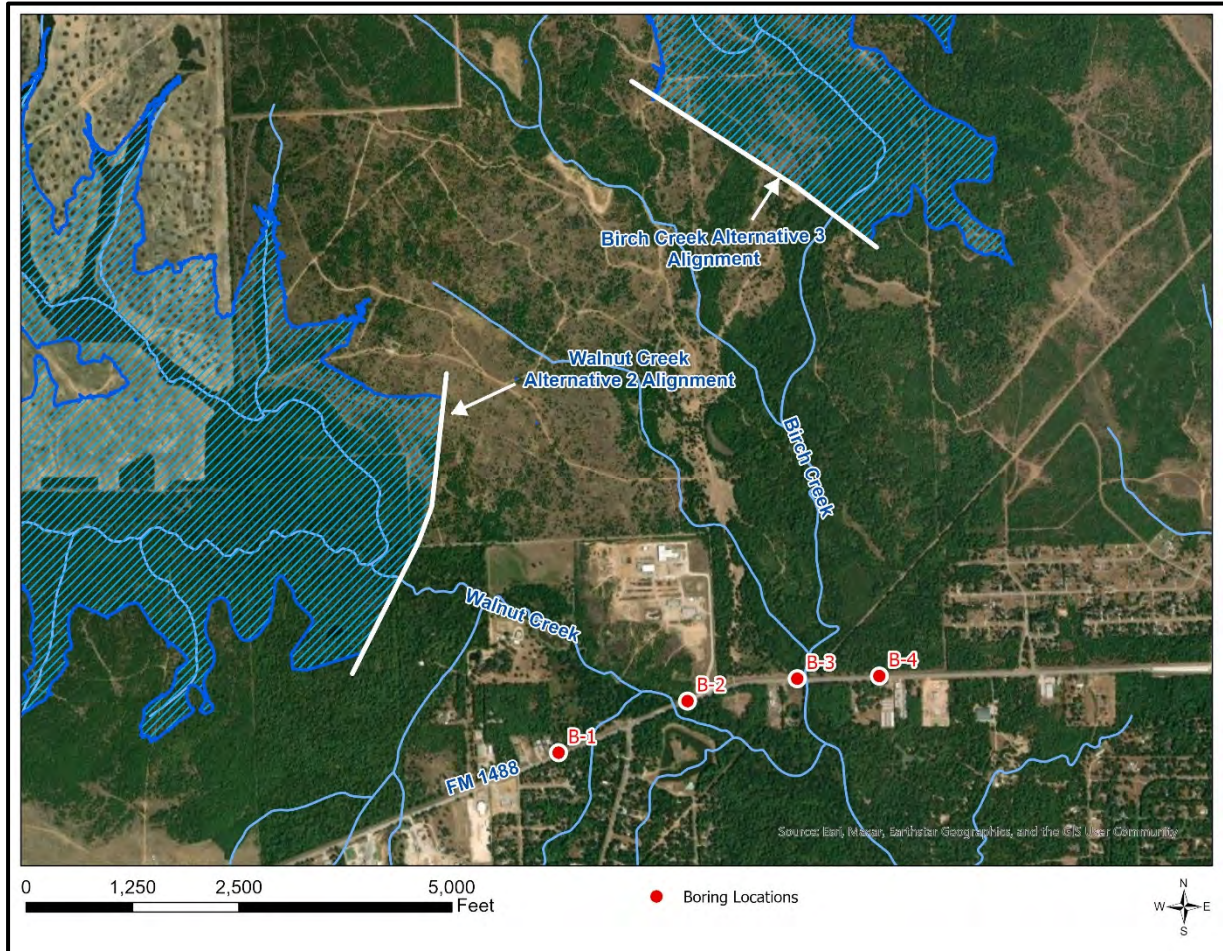 Birch Creek Alternative 3
Alignment
Walnut Creek
Alternative 2 Alignment
Birch Creek
Walnut Creek
B-3
B-4
B-2
B-1
FM 1488
Source: Esri, Maxar, Earthstar Geographics, and the GIS User Community
0 1,250 2,500 5,000
Feet
Boring Locations
N
W E
S